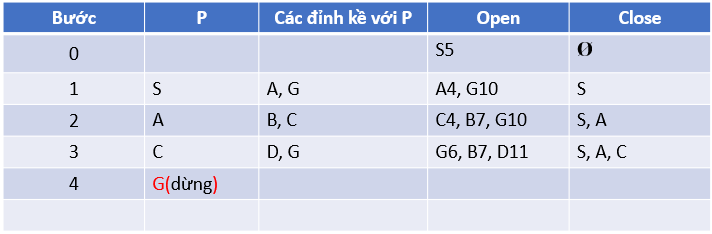 Bước P Các đỉnh kề với P Open Close
0 S5 Ø
1 S A, G A4, G10 S
2 A B, C C4, B7, G10 S, A
3 C D, G G6, B7, D11 S, A, C
4 G(dừng)